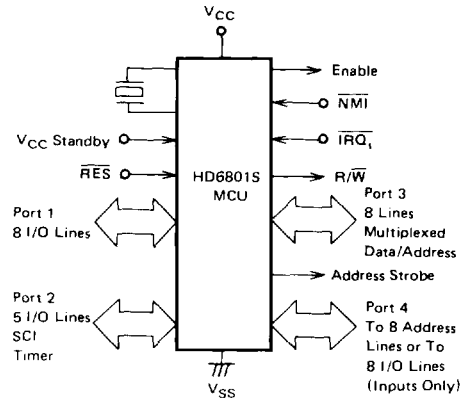 VCC
Enable
NMI
VCC Standby
IRQ1
RES
HD6801S
MCU
R/W
Port 1
8 I/O Lines
Port 3
8 Lines
Multiplexed
Data/Address
Address Strobe
Port 2
5 I/O Lines
SCI
Timer
Port 4
To 8 Address
Lines or To
8 I/O Lines
(Inputs Only)
VSS